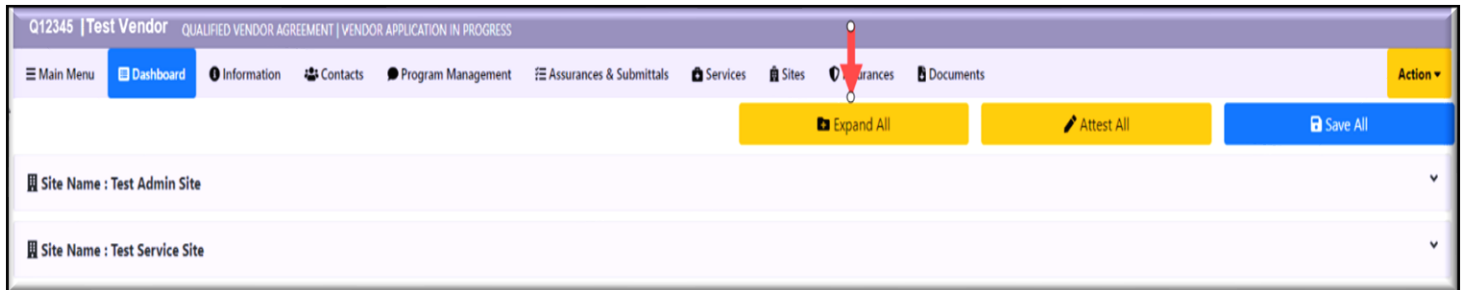 Q12345 |Test Vendor QUALIFIED VENDOR AGREEMENT | VENDOR APPLICATION IN PROGRESS
Main Menu Dashboard Information Contacts Program Management Assurances & Submittals Services Sites Documents Action
Expand All Attest All Save All
Site Name : Test Admin Site
Site Name : Test Service Site